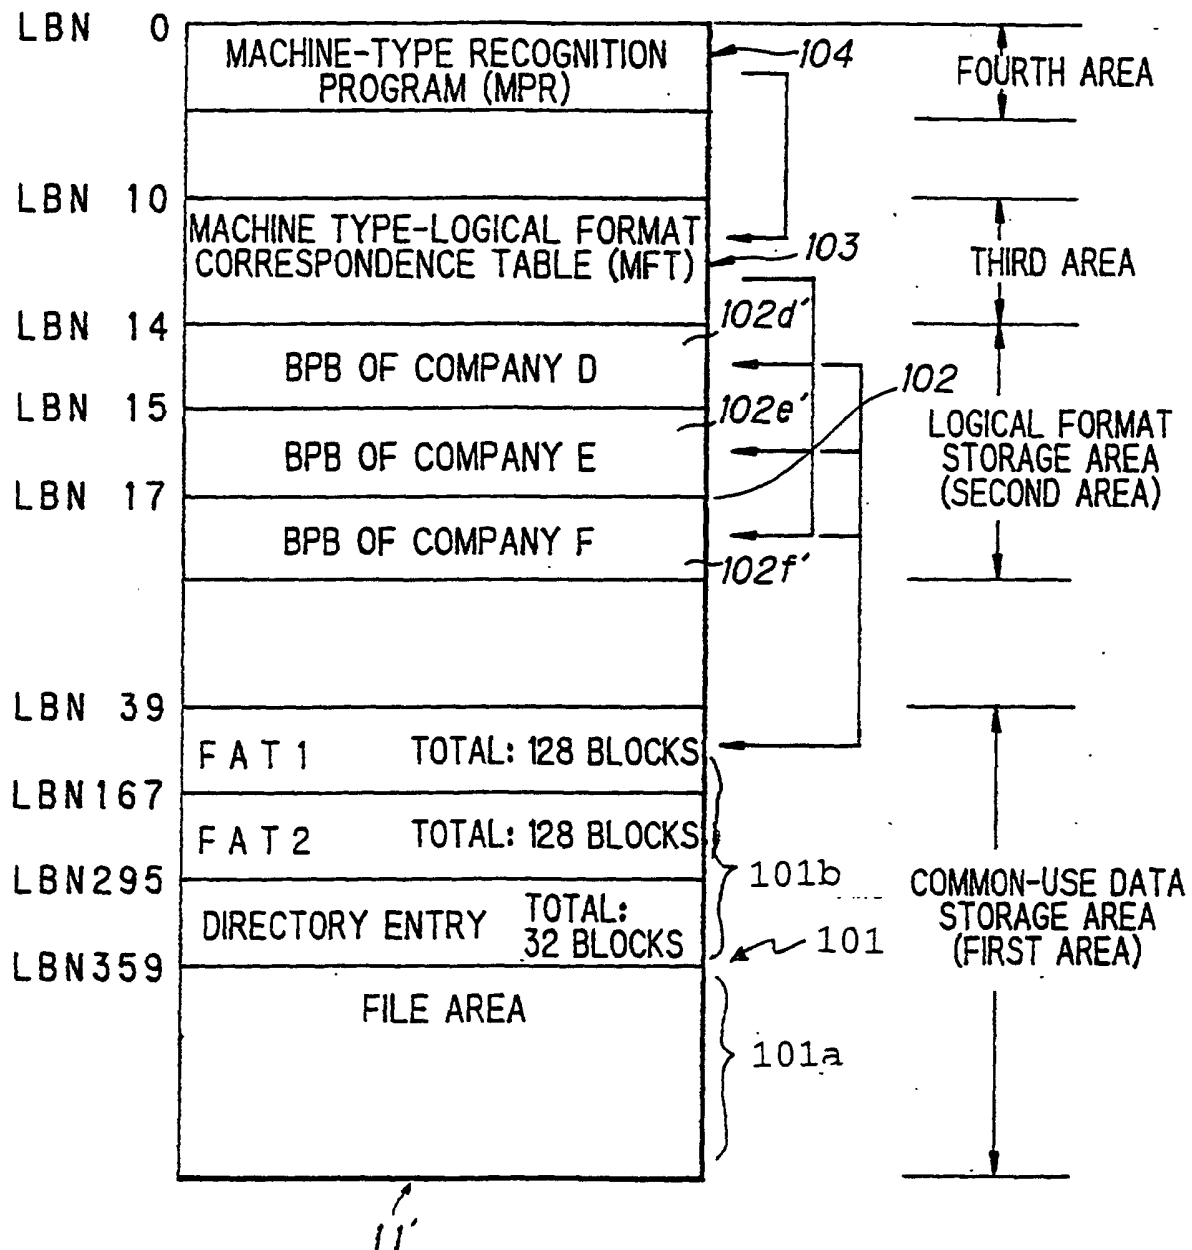 LBN 0
MACHINE-TYPE RECOGNITION
PROGRAM (MPR)
104
FOURTH AREA
LBN 10
MACHINE TYPE-LOGICAL FORMAT
CORRESPONDENCE TABLE (MFT)
103
THIRD AREA
LBN 14
102d'
BPB OF COMPANY D
102
LBN 15
102e'
BPB OF COMPANY E
LOGICAL FORMAT
STORAGE AREA
(SECOND AREA)
LBN 17
BPB OF COMPANY F
102f'
LBN 39
FAT1 TOTAL: 128 BLOCKS
LBN167
FAT2 TOTAL: 128 BLOCKS
101b
LBN295
DIRECTORY ENTRY
TOTAL:
32 BLOCKS
COMMON-USE DATA
STORAGE AREA
(FIRST AREA)
101
LBN359
FILE AREA
101a
11'